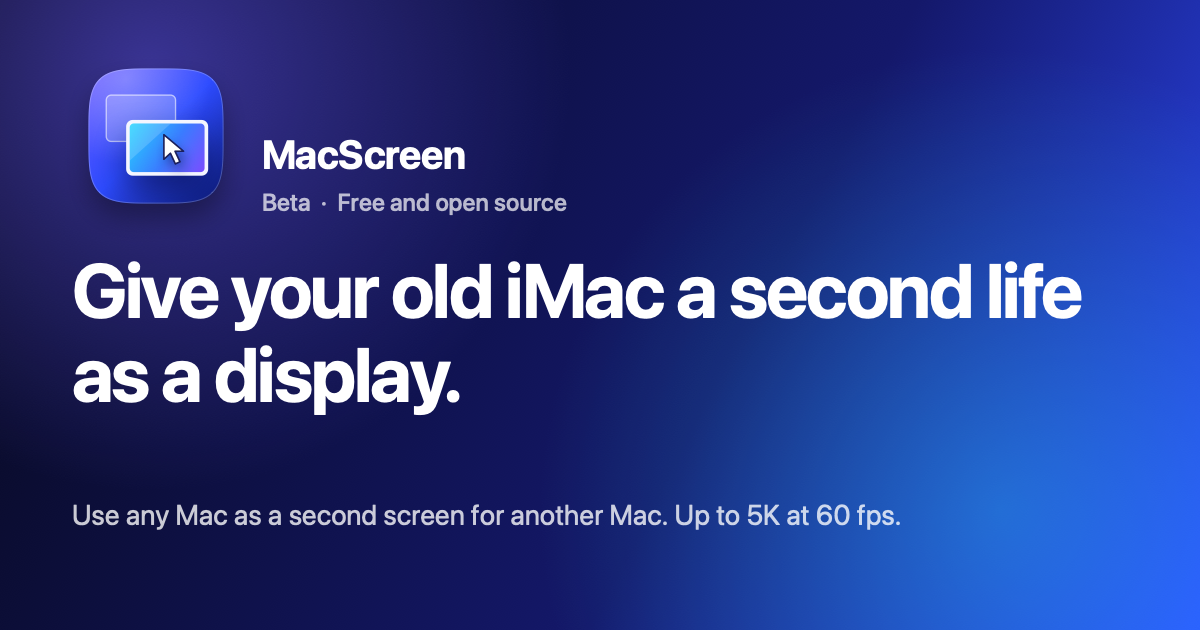 MacScreen
Beta · Free and open source
Give your old iMac a second life
as a display.
Use any Mac as a second screen for another Mac. Up to 5K at 60 fps.